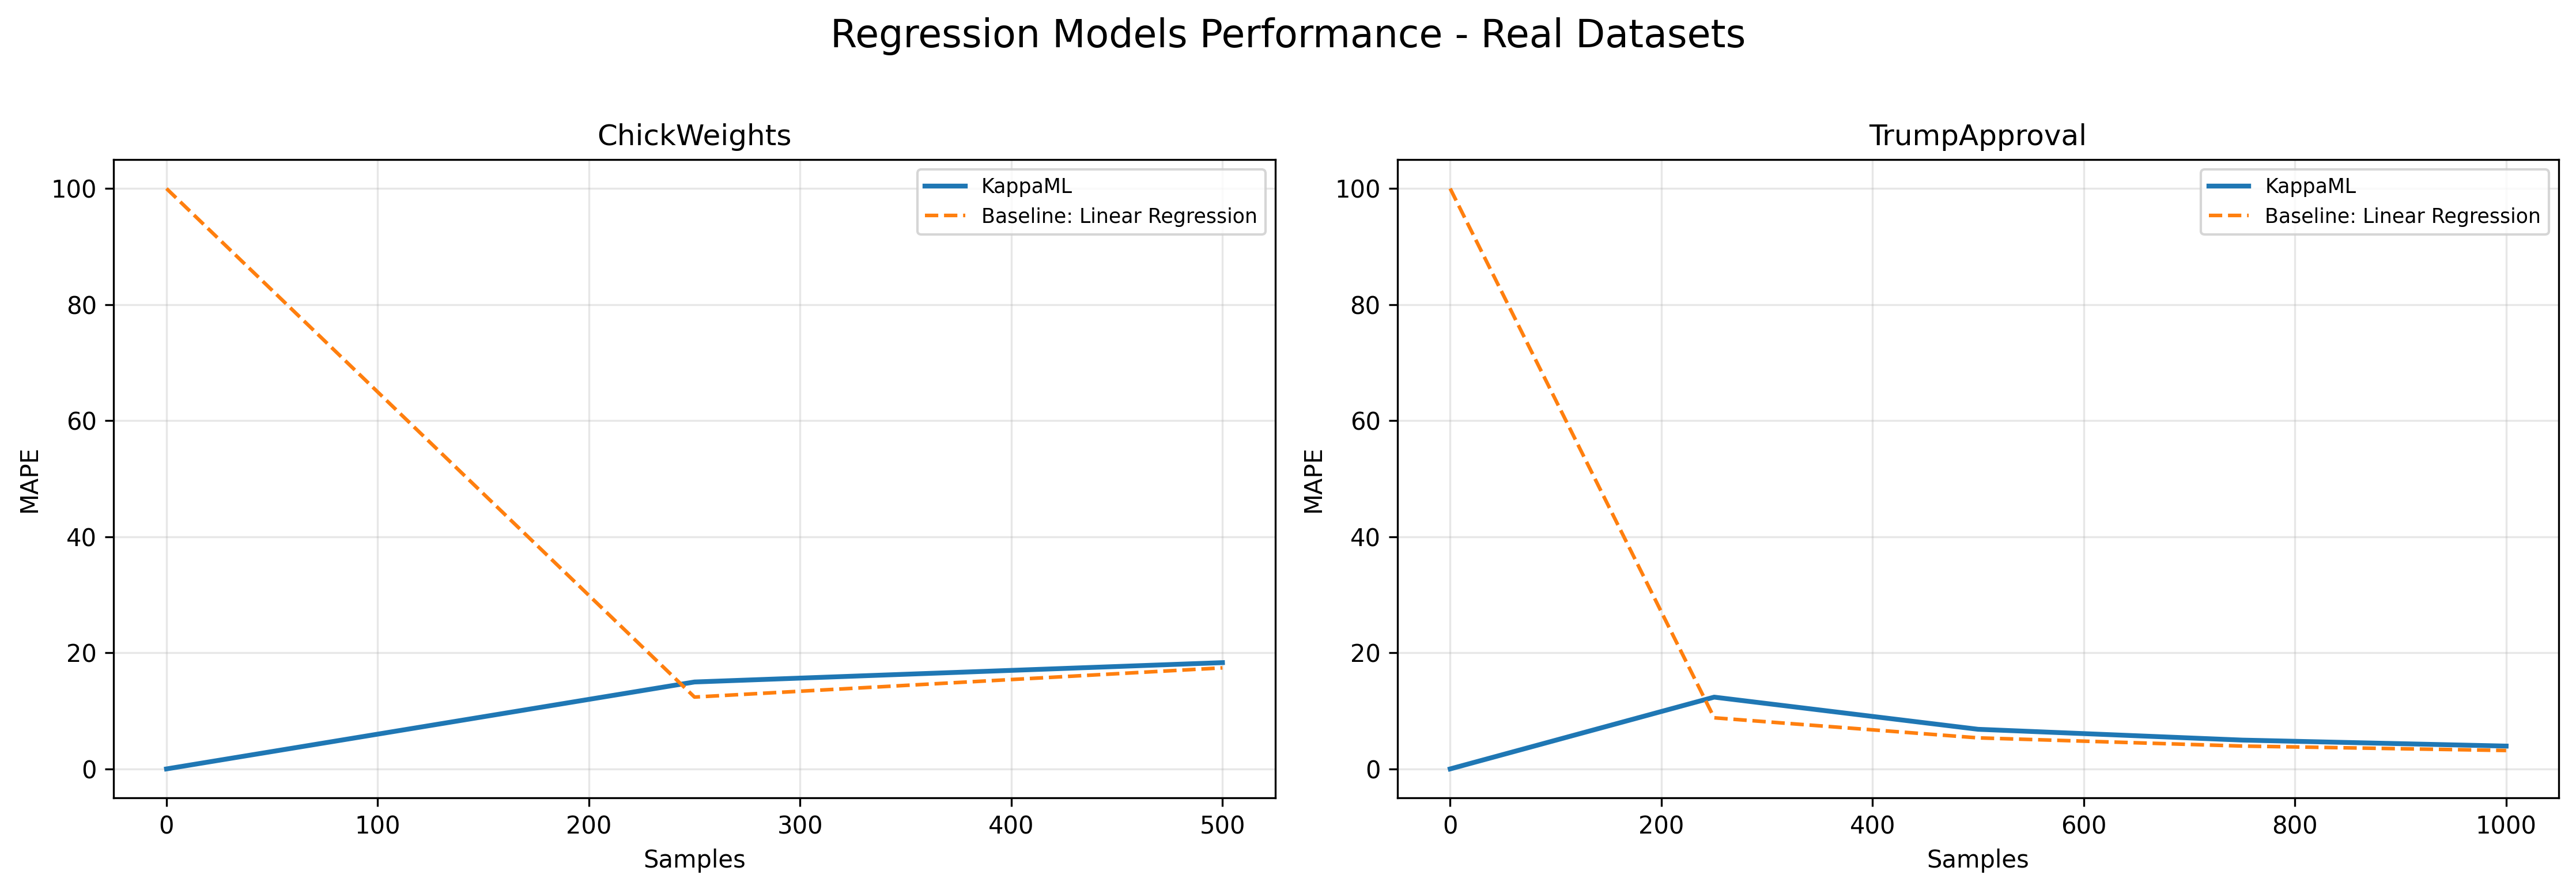 Regression Models Performance - Real Datasets
ChickWeights
MAPE
100
80
60
40
20
0
KappaML
Baseline: Linear Regression
0 100 200 300 400 500
Samples
TrumpApproval
MAPE
100
80
60
40
20
0
KappaML
Baseline: Linear Regression
0 200 400 600 800 1000
Samples